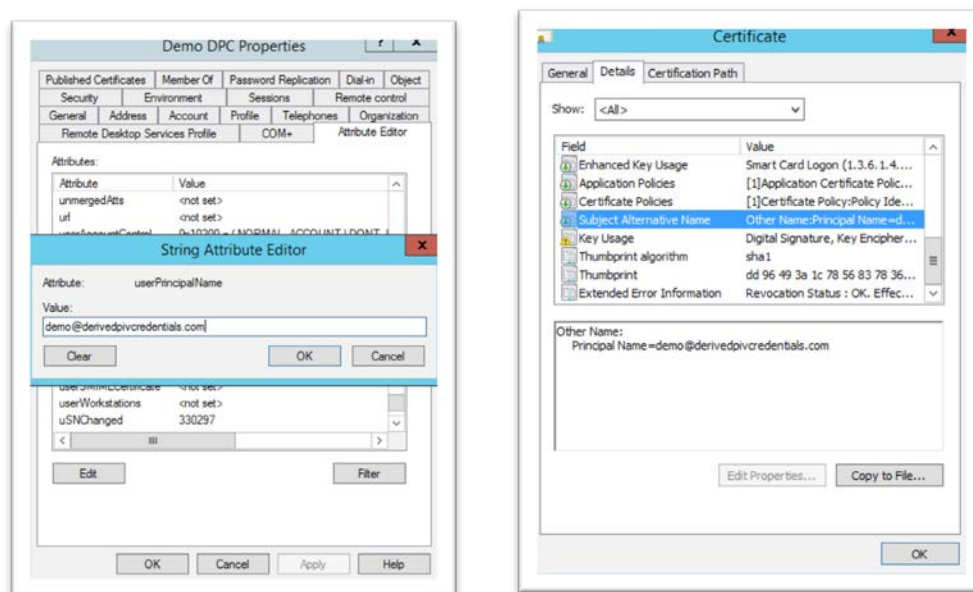 Demo DPC Properties
? x
Published Certificates Member Of Password Replication Dial-in Object
Security Environment Sessions Remote control
General Address Account Profile Telephones Organization
Remote Desktop Services Profile COM+ Attribute Editor
Attributes:
Attribute Value
unmergedAtts <not set>
url <not set>
String Attribute Editor
x
Attribute: userPrincipalName
Value:
demo@derivedpivcredentials.com
Clear OK Cancel
userSMIMECertificate <not set>
userWorkstations <not set>
uSNChanged 330297
Edit Filter
OK Cancel Apply Help
Certificate
x
General Details Certification Path
Show: <All>
Field Value
Enhanced Key Usage Smart Card Logon (1.3.6.1.4....
Application Policies [1]Application Certificate Polic...
Certificate Policies [1]Certificate Policy:Policy Ide...
Subject Alternative Name Other Name:Principal Name=d...
Key Usage Digital Signature, Key Encipher...
Thumbprint algorithm sha1
Thumbprint dd 96 49 3a 1c 78 56 83 78 36...
Extended Error Information Revocation Status : OK. Effec...
Other Name:
Principal Name=demo@derivedpivcredentials.com
Edit Properties... Copy to File...
OK